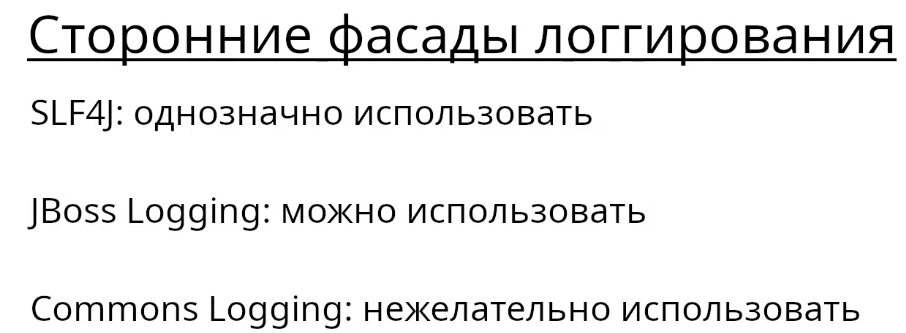 Сторонние фасады логгирования
SLF4J: однозначно использовать
JBoss Logging: можно использовать
Commons Logging: нежелательно использовать